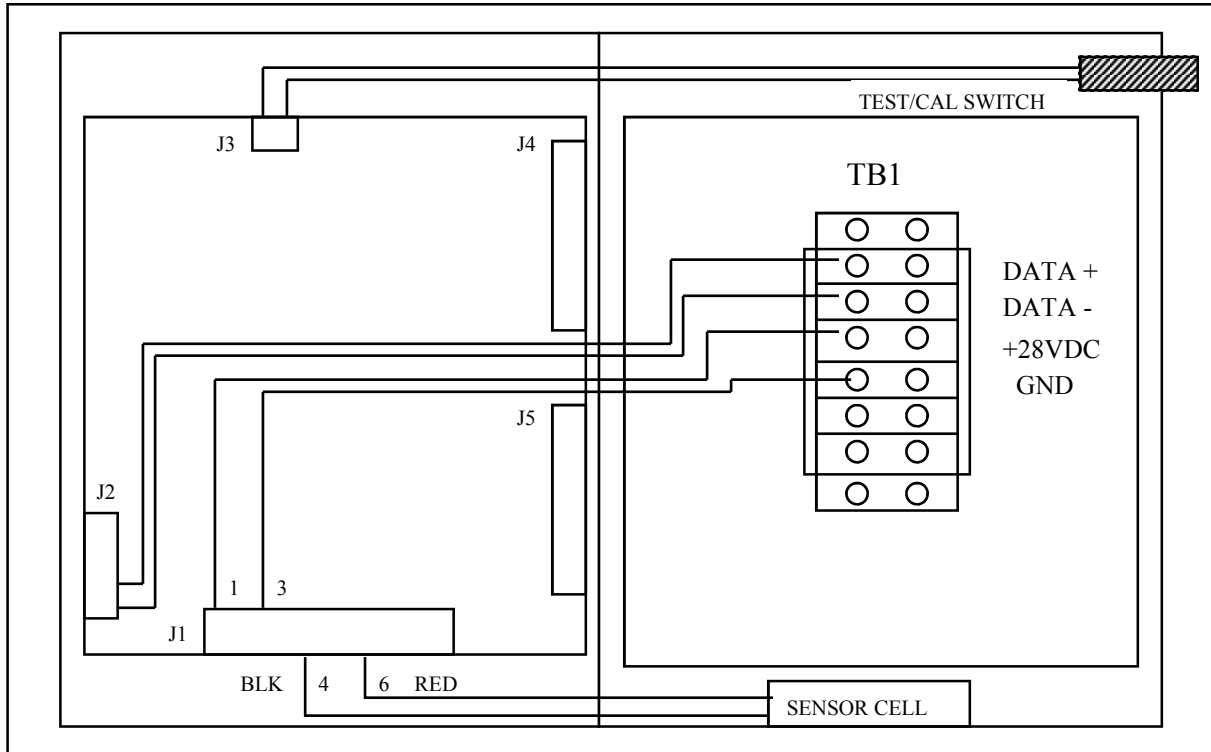 TEST/CAL SWITCH
J3
J4
TB1
DATA +
DATA -
+28VDC
GND
J5
J2
1 3
J1
BLK 4 6 RED
SENSOR CELL